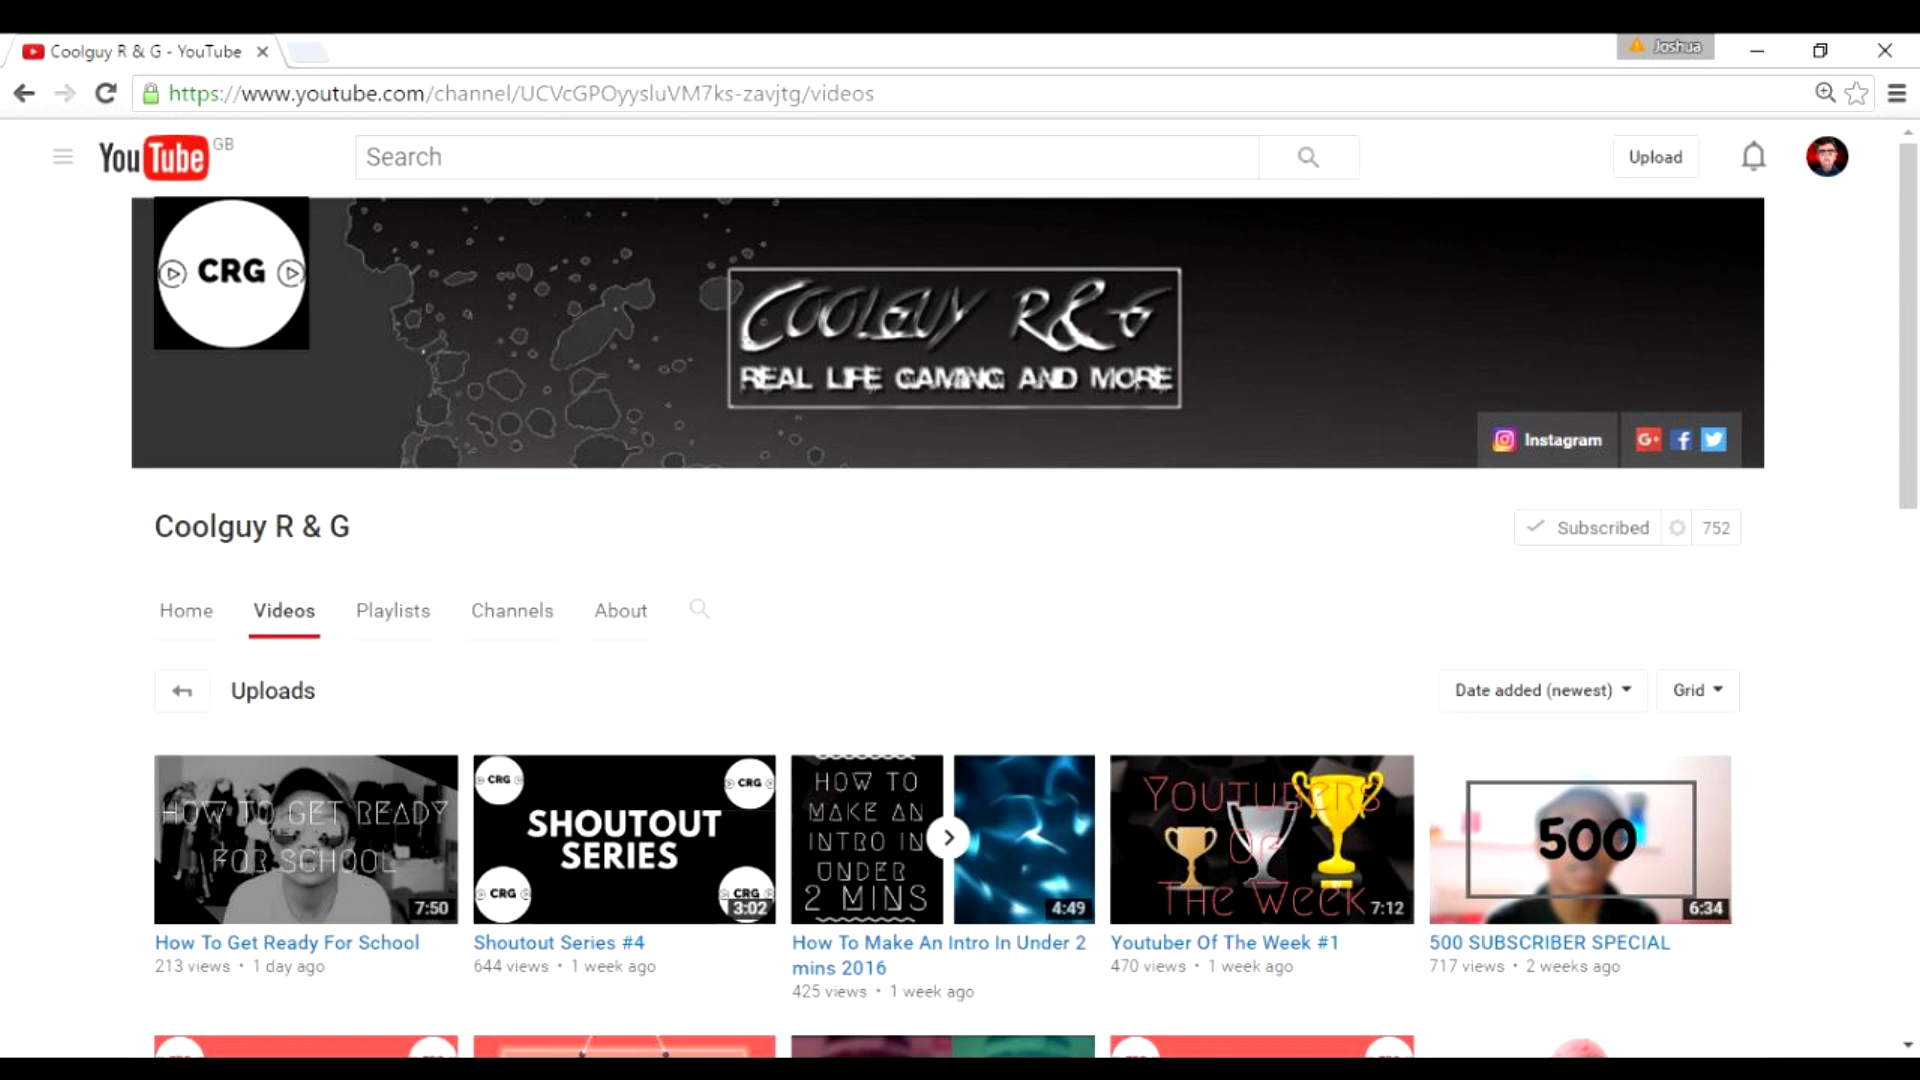 Coolguy R & G - YouTube
Joshua
https://www.youtube.com/channel/UCVcGPOyysluVM7ks-zavjtg/videos
YouTube GB
Search
Upload
CRG
COOLGUY R&G
REAL LIFE GAMING AND MORE
Instagram
Coolguy R & G
Subscribed 752
Home Videos Playlists Channels About
Uploads
Date added (newest) Grid
HOW TO GET READY
FOR SCHOOL
7:50
CRG CRG
SHOUTOUT
SERIES
CRG CRG
3:02
HOW TO
MAKE AN
INTRO IN
UNDER
2 MINS
4:49
YOUTUBERS
OF
THE WEEK
7:12
500
6:34
How To Get Ready For School
213 views • 1 day ago
Shoutout Series #4
644 views • 1 week ago
How To Make An Intro In Under 2
mins 2016
425 views • 1 week ago
Youtuber Of The Week #1
470 views • 1 week ago
500 SUBSCRIBER SPECIAL
717 views • 2 weeks ago